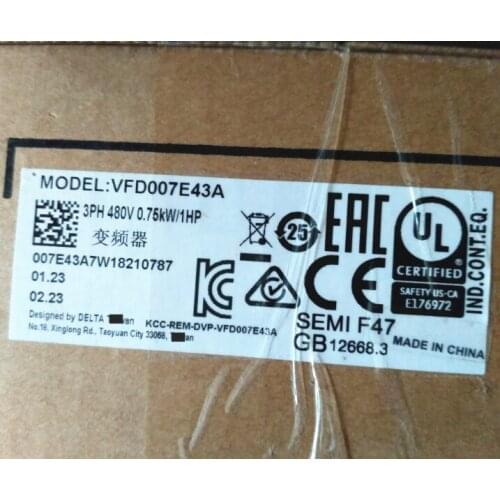 MODEL:VFD007E43A
3PH 480V 0.75kW/1HP
变频器
007E43A7W18210787
01.23
02.23
Designed by DELTA
No.18, Xinglong Rd., Taoyuan City 33068,
KCC-REM-DVP-VFD007E43A
25
EAC
KC
CE
SEMI F47
GB12668.3
UL
CERTIFIED
SAFETY US-CA
E176972
IND.CONT.EQ.
MADE IN CHINA